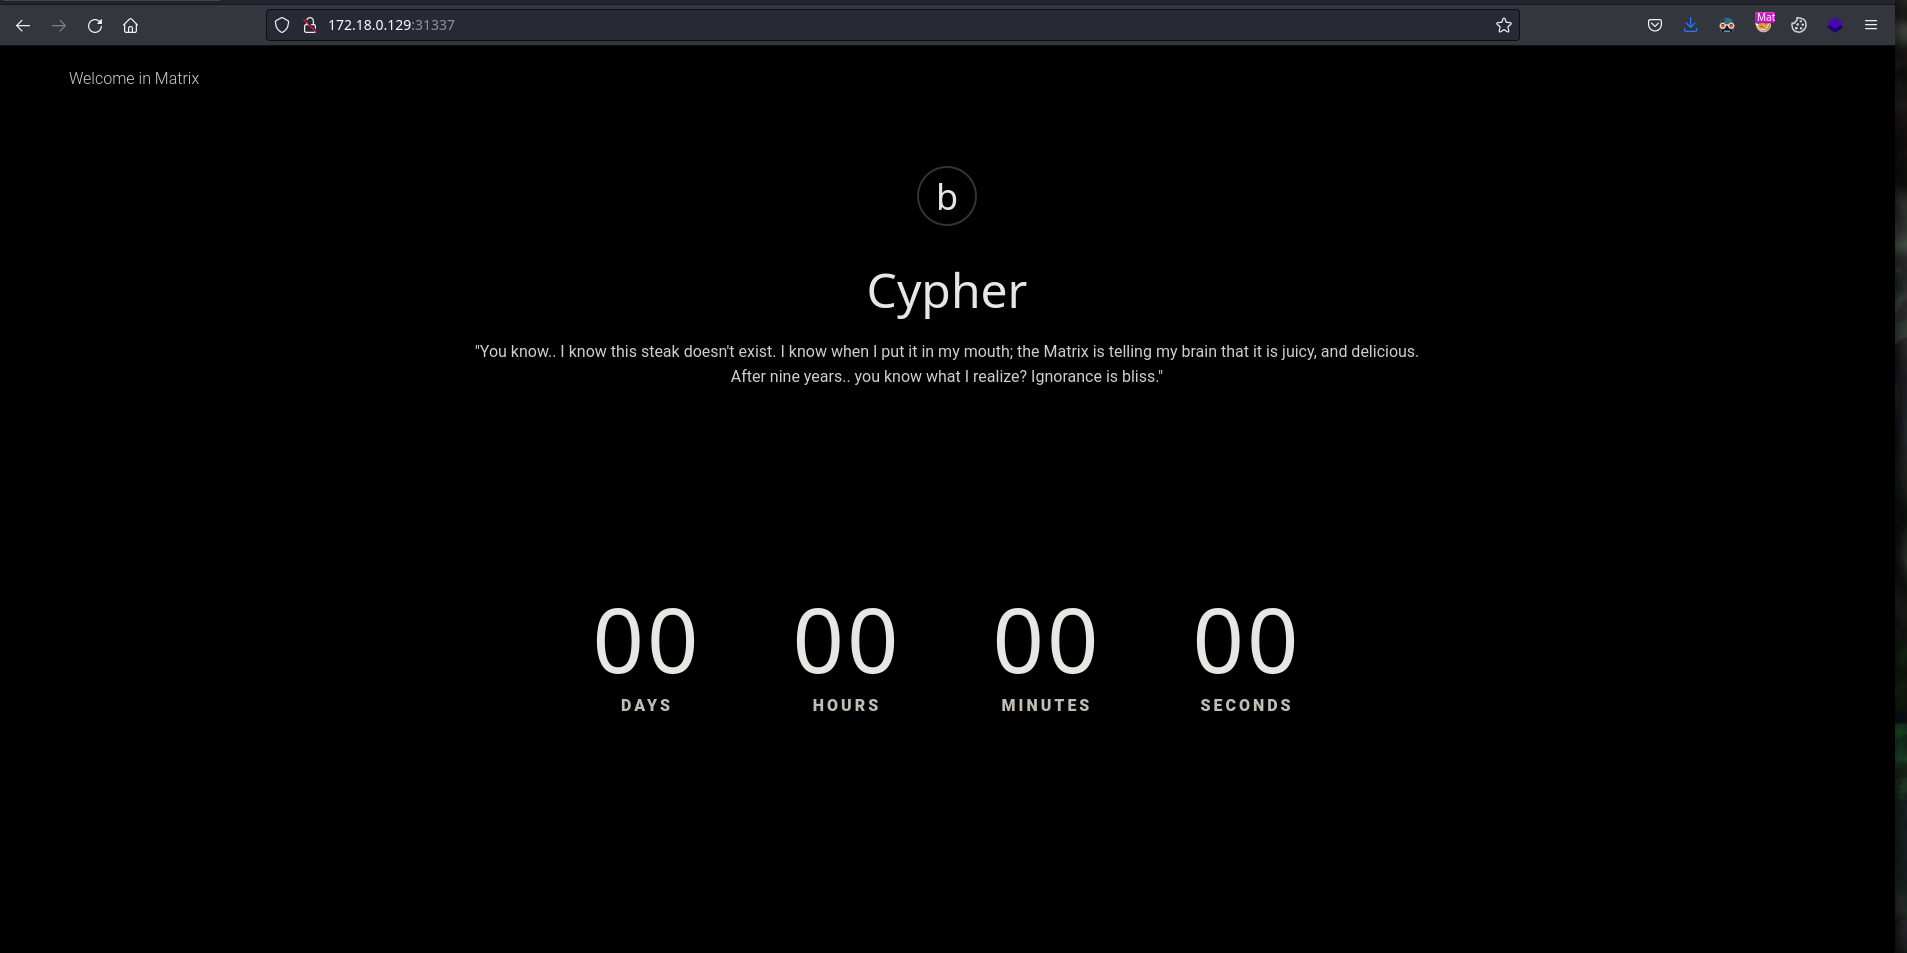 172.18.0.129:31337
Mat
Welcome in Matrix
b
Cypher
"You know.. I know this steak doesn't exist. I know when I put it in my mouth; the Matrix is telling my brain that it is juicy, and delicious.
After nine years.. you know what I realize? Ignorance is bliss."
00 00 00 00
DAYS HOURS MINUTES SECONDS